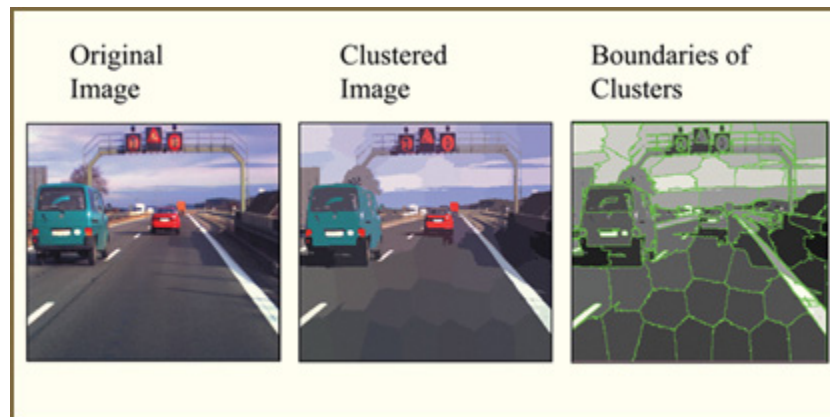 Original
Image
Clustered
Image
Boundaries of
Clusters